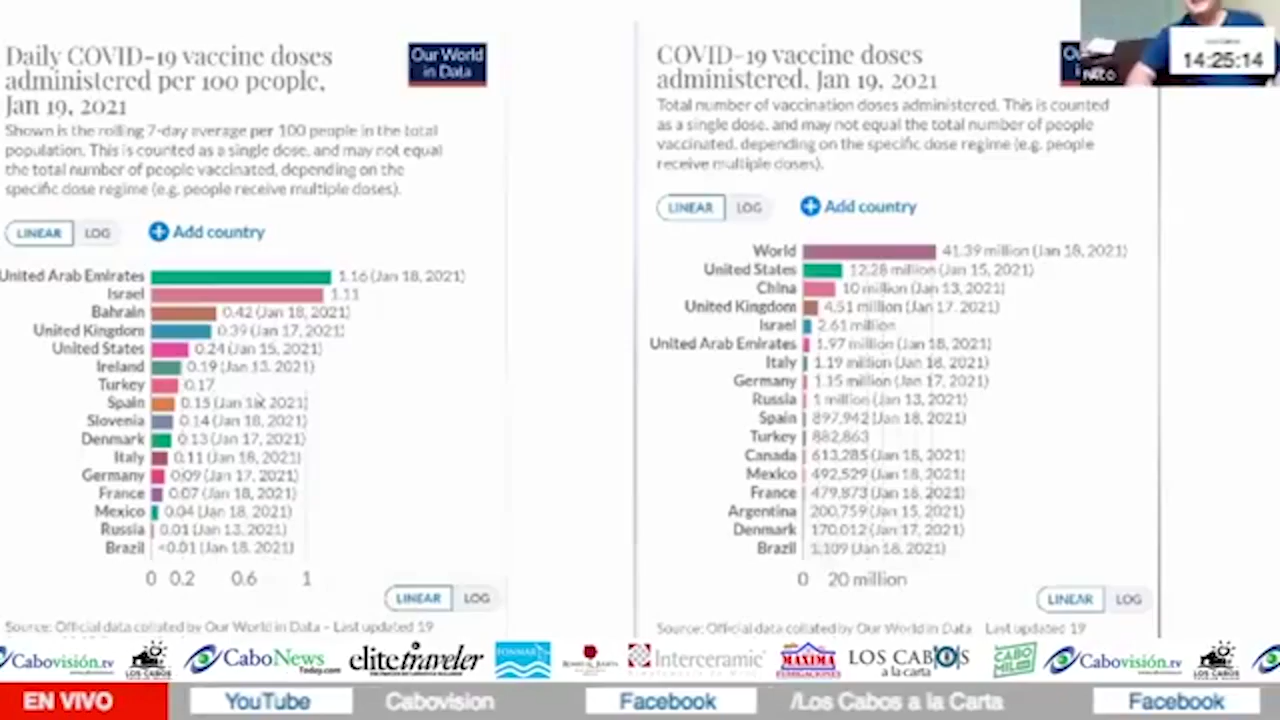 Daily COVID-19 vaccine doses
administered per 100 people,
Jan 19, 2021
Our World
in Data
Shown is the rolling 7-day average per 100 people in the total
population. This is counted as a single dose, and may not equal
the total number of people vaccinated, depending on the
specific dose regime (e.g. people receive multiple doses).
LINEAR LOG
Add country
United Arab Emirates 1.16 (Jan 18, 2021)
Israel 1.11
Bahrain 0.42 (Jan 18, 2021)
United Kingdom 0.39 (Jan 17, 2021)
United States 0.24 (Jan 15, 2021)
Ireland 0.19 (Jan 13, 2021)
Turkey 0.17
Spain 0.15 (Jan 18, 2021)
Slovenia 0.14 (Jan 18, 2021)
Denmark 0.13 (Jan 17, 2021)
Italy 0.11 (Jan 18, 2021)
Germany 0.09 (Jan 17, 2021)
France 0.07 (Jan 18, 2021)
Mexico 0.04 (Jan 18, 2021)
Russia 0.01 (Jan 13, 2021)
Brazil <0.01 (Jan 18, 2021)
0 0.2 0.6 1
LINEAR LOG
Source: Official data collated by Our World in Data – Last updated 19
COVID-19 vaccine doses
administered, Jan 19, 2021
Total number of vaccination doses administered. This is counted
as a single dose, and may not equal the total number of people
vaccinated, depending on the specific dose regime (e.g. people
receive multiple doses).
LINEAR LOG
Add country
World 41.39 million (Jan 18, 2021)
United States 12.28 million (Jan 15, 2021)
China 10 million (Jan 13, 2021)
United Kingdom 4.51 million (Jan 17, 2021)
Israel 2.61 million
United Arab Emirates 1.97 million (Jan 18, 2021)
Italy 1.19 million (Jan 18, 2021)
Germany 1.15 million (Jan 17, 2021)
Russia 1 million (Jan 13, 2021)
Spain 897,942 (Jan 18, 2021)
Turkey 882,863
Canada 613,285 (Jan 18, 2021)
Mexico 492,529 (Jan 18, 2021)
France 479,873 (Jan 18, 2021)
Argentina 200,759 (Jan 15, 2021)
Denmark 170,012 (Jan 17, 2021)
Brazil 1,109 (Jan 18, 2021)
0 20 million
LINEAR LOG
Source: Official data collated by Our World in Data Last updated 19
14:25:14
Cabovisión.tv
LOS CABOS
CaboNews
Today.com
elitetraveler
Interceramic
MAXIMA
FUMIGACIONES
LOS CABOS
a la carta
CABO
MIL
Cabovisión.tv
LOS CABOS
EN VIVO
YouTube
Cabovision
Facebook
/Los Cabos a la Carta
Facebook